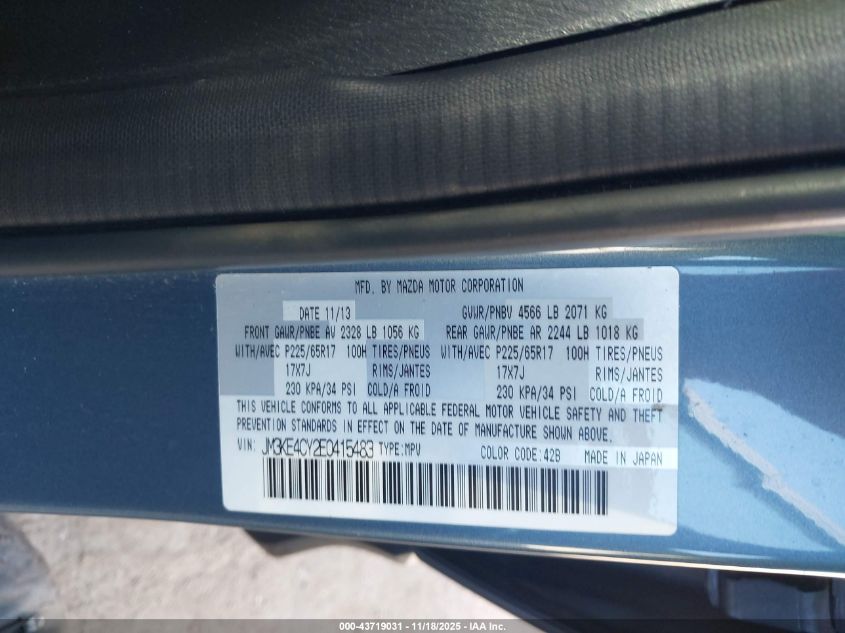 MFD. BY MAZDA MOTOR CORPORATION
DATE 11/13 GVWR/PNBV 4566 LB 2071 KG
FRONT GAWR/PNBE AV 2328 LB 1056 KG REAR GAWR/PNBE AR 2244 LB 1018 KG
WITH/AVEC P225/65R17 100H TIRES/PNEUS WITH/AVEC P225/65R17 100H TIRES/PNEUS
17X7J RIMS/JANTES 17X7J RIMS/JANTES
230 KPA/34 PSI COLD/A FROID 230 KPA/34 PSI COLD/A FROID
THIS VEHICLE CONFORMS TO ALL APPLICABLE FEDERAL MOTOR VEHICLE SAFETY AND THEFT
PREVENTION STANDARDS IN EFFECT ON THE DATE OF MANUFACTURE SHOWN ABOVE.
VIN: JM3KE4CY2E0415483 TYPE:MPV COLOR CODE:42B MADE IN JAPAN
000-43719031 — 11/18/2025 — IAA Inc.